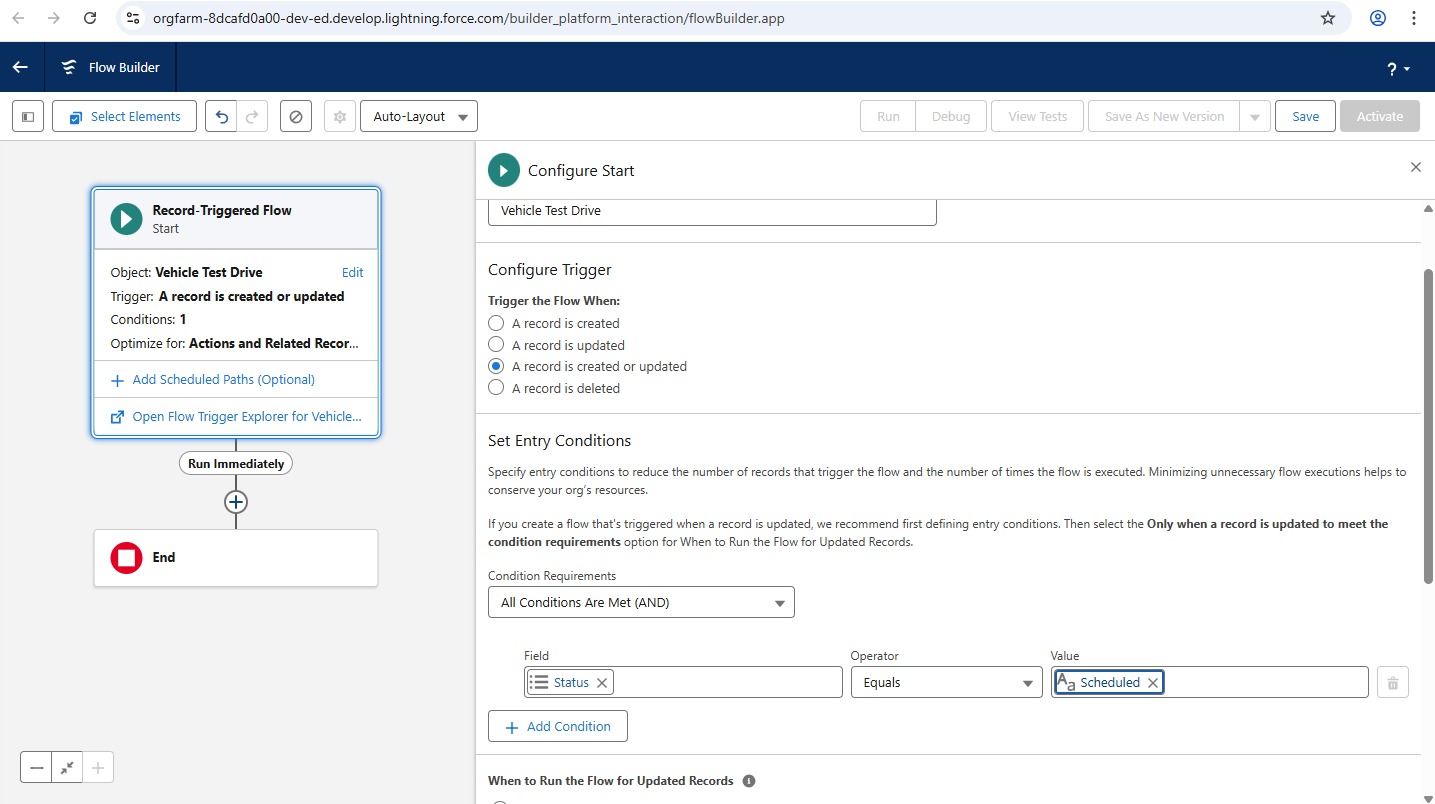 orgfarm-8dcafd0a00-dev-ed.develop.lightning.force.com/builder_platform_interaction/flowBuilder.app
Flow Builder
?
Select Elements
Auto-Layout
Run
Debug
View Tests
Save As New Version
Save
Activate
Record-Triggered Flow
Start
Object: Vehicle Test Drive
Edit
Trigger: A record is created or updated
Conditions: 1
Optimize for: Actions and Related Recor...
Add Scheduled Paths (Optional)
Open Flow Trigger Explorer for Vehicle...
Run Immediately
End
Configure Start
Vehicle Test Drive
Configure Trigger
Trigger the Flow When:
A record is created
A record is updated
A record is created or updated
A record is deleted
Set Entry Conditions
Specify entry conditions to reduce the number of records that trigger the flow and the number of times the flow is executed. Minimizing unnecessary flow executions helps to
conserve your org's resources.
If you create a flow that's triggered when a record is updated, we recommend first defining entry conditions. Then select the Only when a record is updated to meet the
condition requirements option for When to Run the Flow for Updated Records.
Condition Requirements
All Conditions Are Met (AND)
Field
Operator
Value
Status
Equals
Aa Scheduled
Add Condition
When to Run the Flow for Updated Records